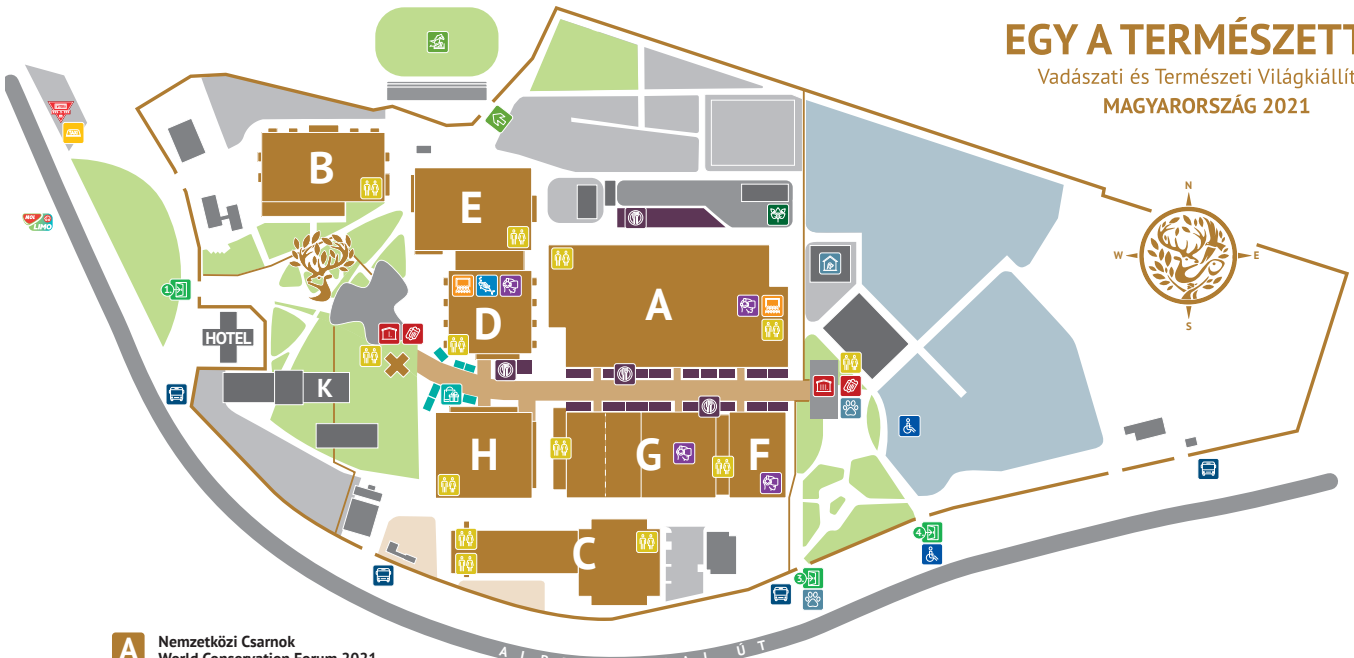 EGY A TERMÉSZETT
Vadászati és Természeti Világkiállít
MAGYARORSZÁG 2021
N
W
E
S
B
E
A
D
HOTEL
K
H
G
F
C
1.
3.
4.
I.
III.
LIMO
ÚT
A
Nemzetközi Csarnok
World Conservation Forum 2021